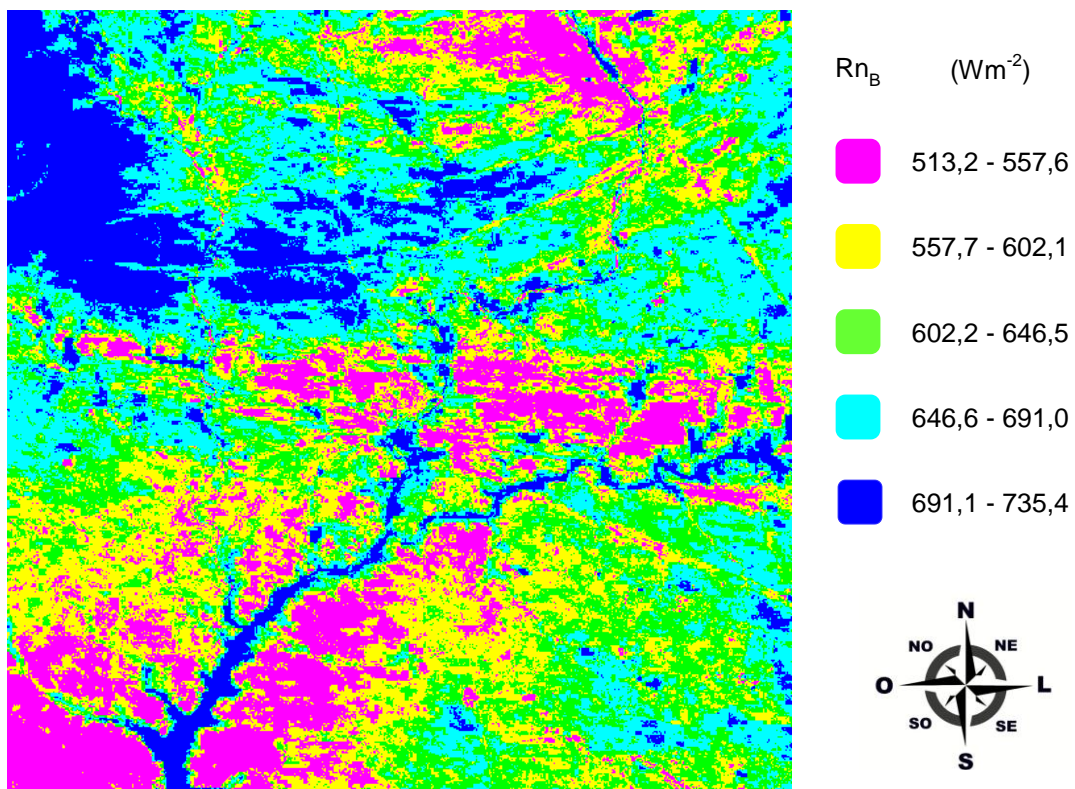 Rn_B (Wm^-2)
513,2 - 557,6
557,7 - 602,1
602,2 - 646,5
646,6 - 691,0
691,1 - 735,4
N
NO NE
O L
SO SE
S